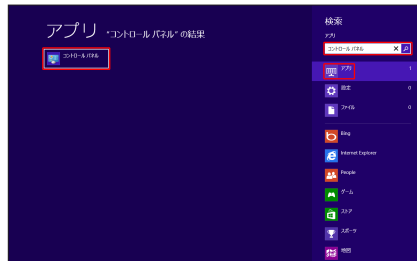 アプリ "コントロール パネル" の結果
コントロール パネル
検索
アプリ
コントロール パネル
アプリ 1
設定 0
ファイル 0
Bing
Internet Explorer
People
ゲーム
ストア
スポーツ
地図